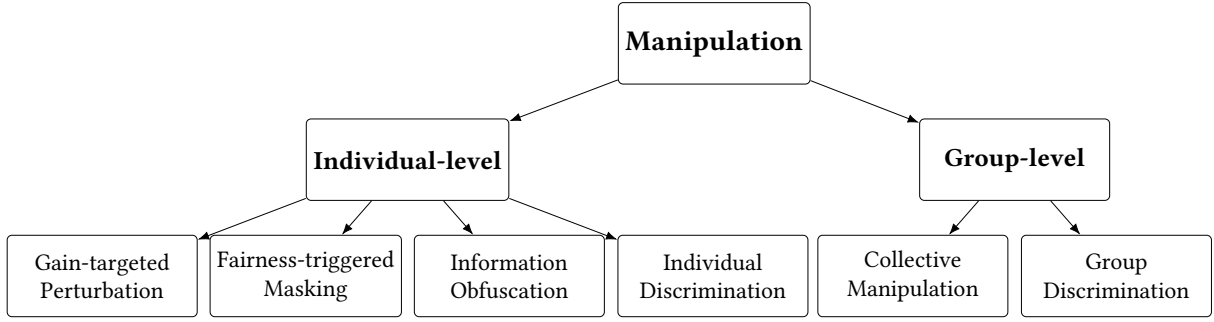 Manipulation
Individual-level
Group-level
Gain-targeted
Perturbation
Fairness-triggered
Masking
Information
Obfuscation
Individual
Discrimination
Collective
Manipulation
Group
Discrimination